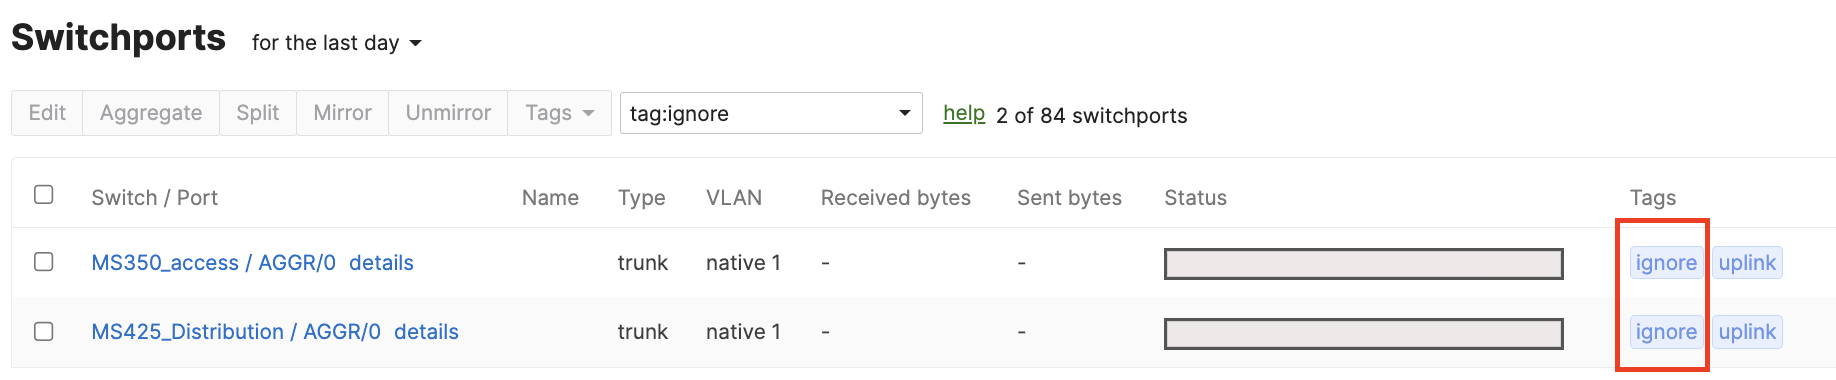 Switchports for the last day
Edit Aggregate Split Mirror Unmirror Tags tag:ignore help 2 of 84 switchports
Switch / Port Name Type VLAN Received bytes Sent bytes Status Tags
MS350_access / AGGR/0 details trunk native 1 - - ignore uplink
MS425_Distribution / AGGR/0 details trunk native 1 - - ignore uplink